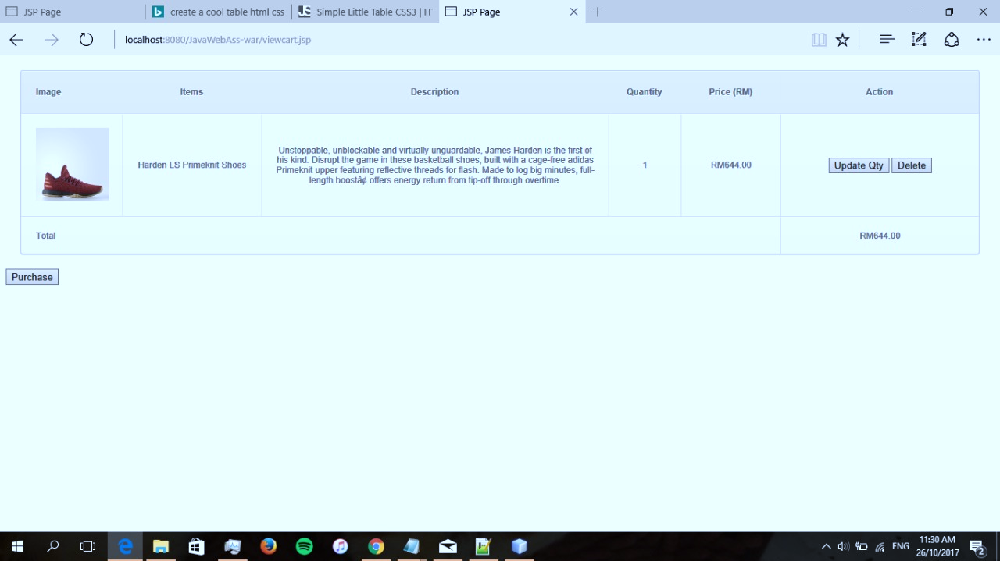 JSP Page
create a cool table html css
Simple Little Table CSS3 | H
JSP Page
localhost:8080/JavaWebAss-war/viewcart.jsp
Image Items Description Quantity Price (RM) Action
Harden LS Primeknit Shoes
Unstoppable, unblockable and virtually unguardable, James Harden is the first of
his kind. Disrupt the game in these basketball shoes, built with a cage-free adidas
Primeknit upper featuring reflective threads for flash. Made to log big minutes, full-
length boostâ¢ offers energy return from tip-off through overtime.
1
RM644.00
Update Qty Delete
Total RM644.00
Purchase
ENG
11:30 AM
26/10/2017
2